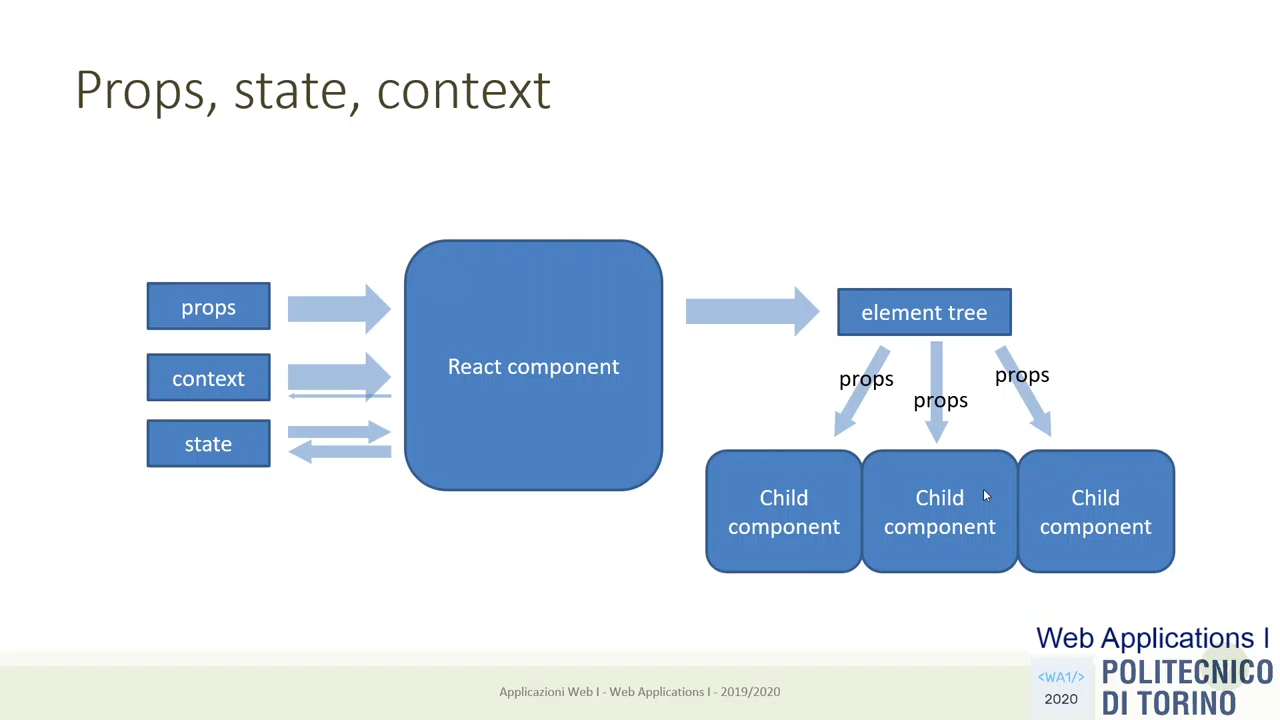 Props, state, context
props
context
state
React component
element tree
props
props
props
Child
component
Child
component
Child
component
Applicazioni Web I - Web Applications I - 2019/2020
Web Applications I
<WA1/>
2020
POLITECNICO
DI TORINO